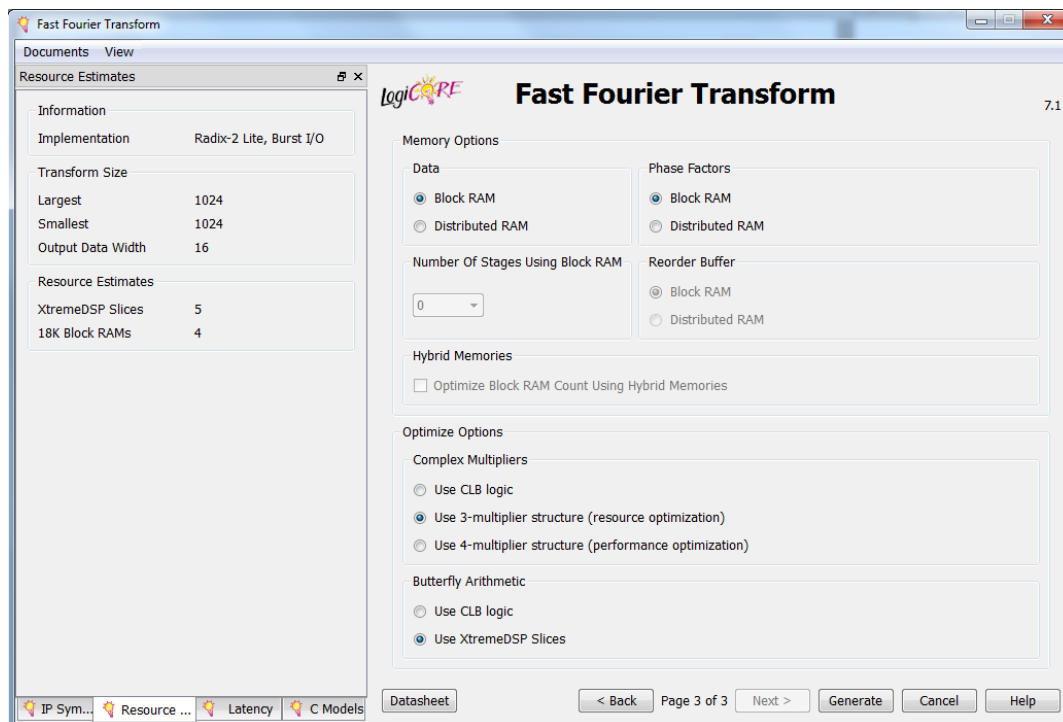 Fast Fourier Transform
Documents View
Resource Estimates
Information
Implementation Radix-2 Lite, Burst I/O
Transform Size
Largest 1024
Smallest 1024
Output Data Width 16
Resource Estimates
XtremeDSP Slices 5
18K Block RAMs 4
IP Sym... Resource ... Latency C Models
LogiCORE
Fast Fourier Transform
7.1
Memory Options
Data
Block RAM
Distributed RAM
Phase Factors
Block RAM
Distributed RAM
Number Of Stages Using Block RAM
0
Reorder Buffer
Block RAM
Distributed RAM
Hybrid Memories
Optimize Block RAM Count Using Hybrid Memories
Optimize Options
Complex Multipliers
Use CLB logic
Use 3-multiplier structure (resource optimization)
Use 4-multiplier structure (performance optimization)
Butterfly Arithmetic
Use CLB logic
Use XtremeDSP Slices
Datasheet < Back Page 3 of 3 Next > Generate Cancel Help